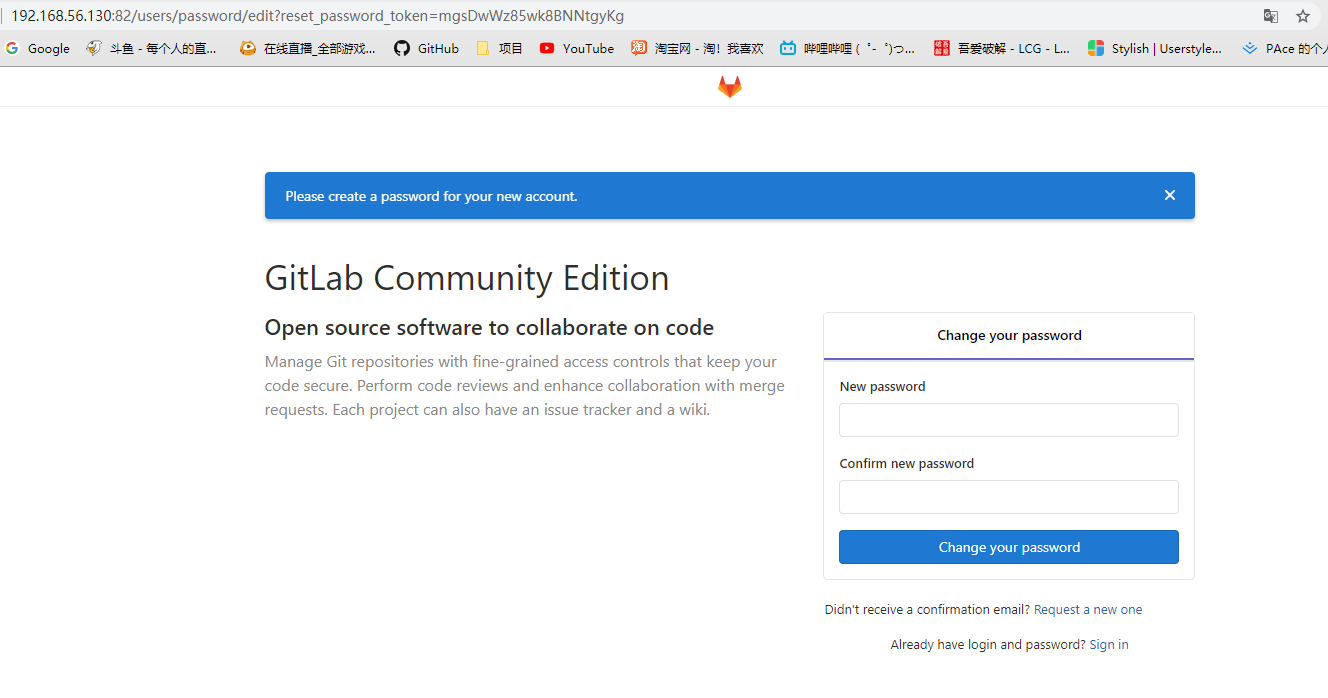 192.168.56.130:82/users/password/edit?reset_password_token=mgsDwWz85wk8BNNtgyKg
Google 斗鱼 - 每个人的直... 在线直播_全部游戏... GitHub 项目 YouTube 淘宝网 - 淘！我喜欢 哔哩哔哩 ( ゜- ゜)つ... 吾爱破解 - LCG - L... Stylish | Userstyle... PAce 的个人
Please create a password for your new account.
GitLab Community Edition
Open source software to collaborate on code
Manage Git repositories with fine-grained access controls that keep your
code secure. Perform code reviews and enhance collaboration with merge
requests. Each project can also have an issue tracker and a wiki.
Change your password
New password
Confirm new password
Change your password
Didn't receive a confirmation email? Request a new one
Already have login and password? Sign in